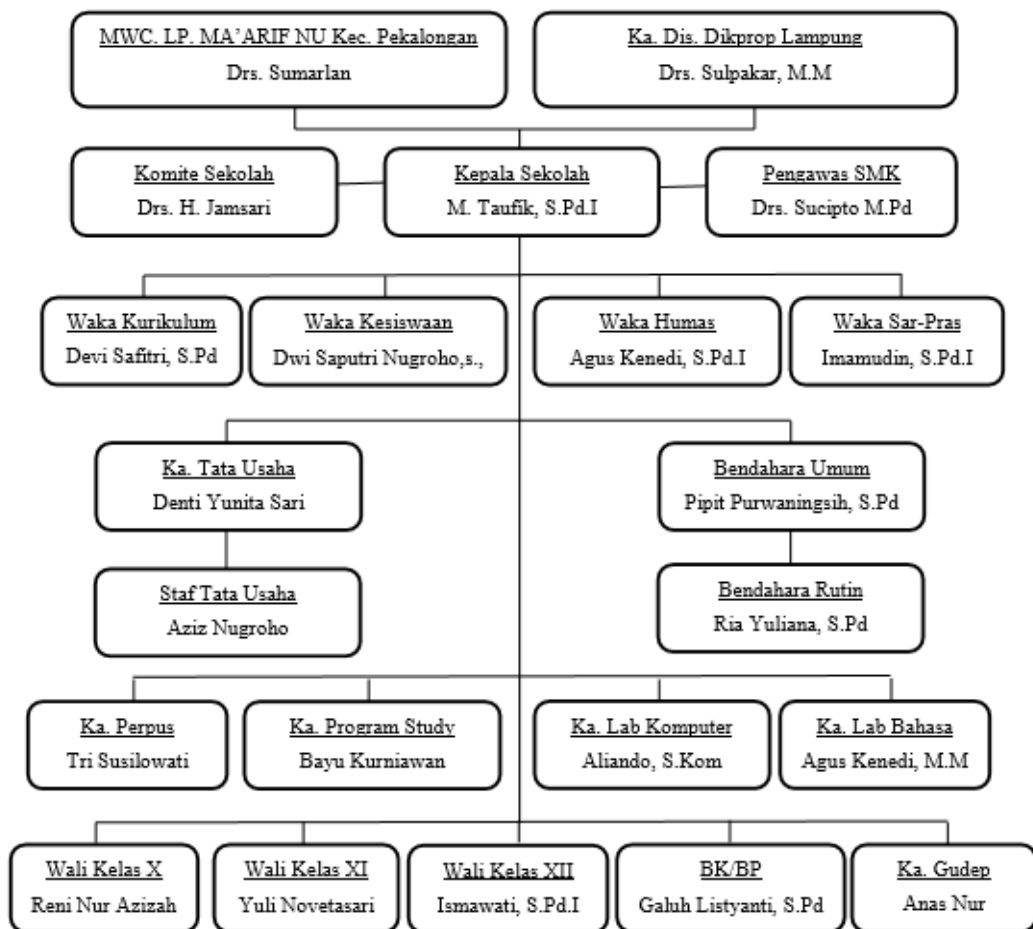 MWC. LP. MA'ARIF NU Kec. Pekalongan
Drs. Sumarlan
Ka. Dis. Dikprop Lampung
Drs. Sulpakar, M.M
Komite Sekolah
Drs. H. Jamsari
Kepala Sekolah
M. Taufik, S.Pd.I
Pengawas SMK
Drs. Sucipto M.Pd
Waka Kurikulum
Devi Safitri, S.Pd
Waka Kesiswaan
Dwi Saputri Nugroho,s.,
Waka Humas
Agus Kenedi, S.Pd.I
Waka Sar-Pras
Imamudin, S.Pd.I
Ka. Tata Usaha
Denti Yunita Sari
Bendahara Umum
Pipit Purwaningsih, S.Pd
Staf Tata Usaha
Aziz Nugroho
Bendahara Rutin
Ria Yuliana, S.Pd
Ka. Perpus
Tri Susilowati
Ka. Program Study
Bayu Kurniawan
Ka. Lab Komputer
Aliando, S.Kom
Ka. Lab Bahasa
Agus Kenedi, M.M
Wali Kelas X
Reni Nur Azizah
Wali Kelas XI
Yuli Novetasari
Wali Kelas XII
Ismawati, S.Pd.I
BK/BP
Galuh Listyanti, S.Pd
Ka. Gudep
Anas Nur